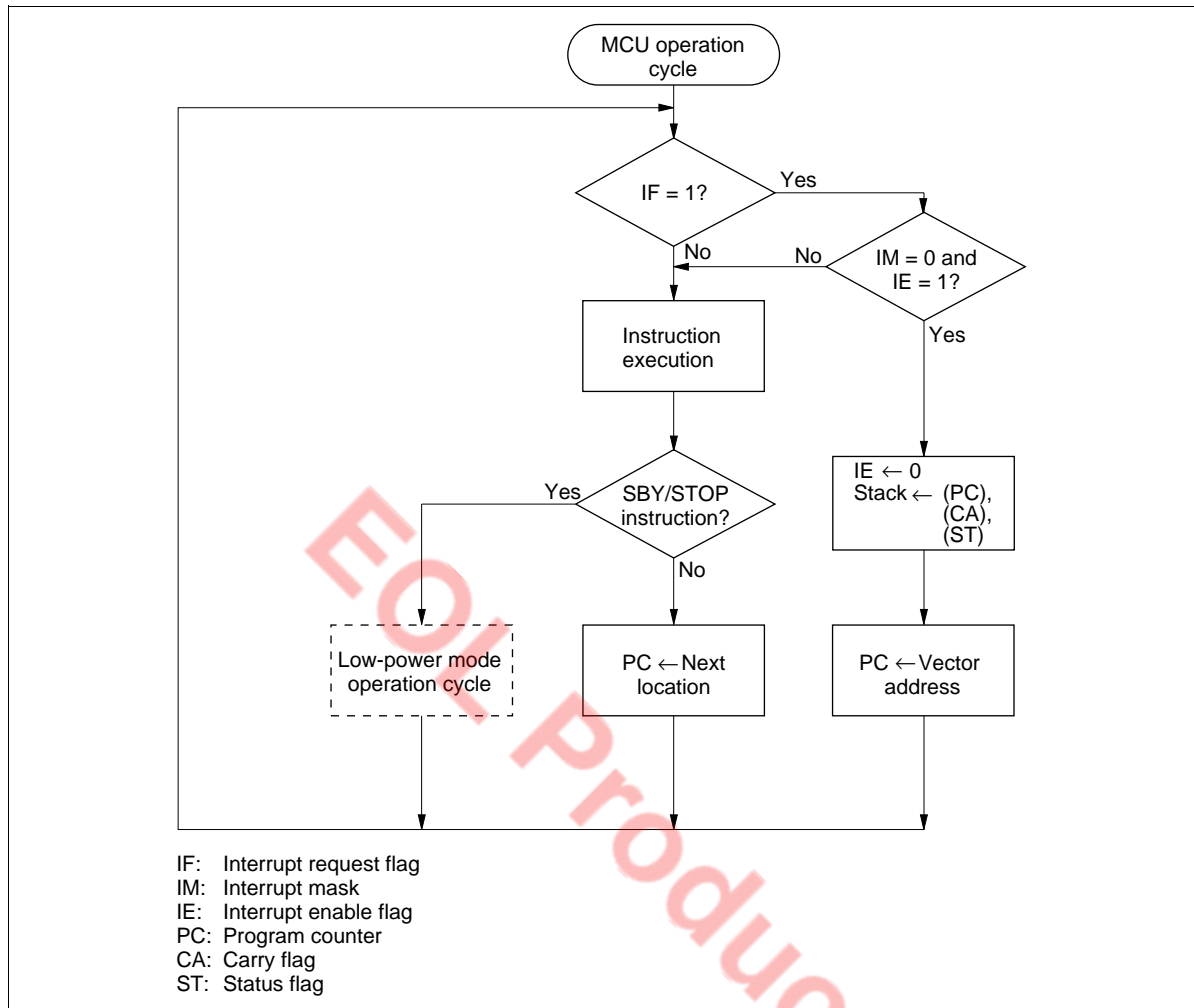 MCU operation
cycle
IF = 1?
Yes
No
No
IM = 0 and
IE = 1?
Yes
Instruction
execution
Yes
SBY/STOP
instruction?
No
IE ← 0
Stack ← (PC),
(CA),
(ST)
Low-power mode
operation cycle
PC ← Next
location
PC ← Vector
address
IF: Interrupt request flag
IM: Interrupt mask
IE: Interrupt enable flag
PC: Program counter
CA: Carry flag
ST: Status flag
EOL Produc